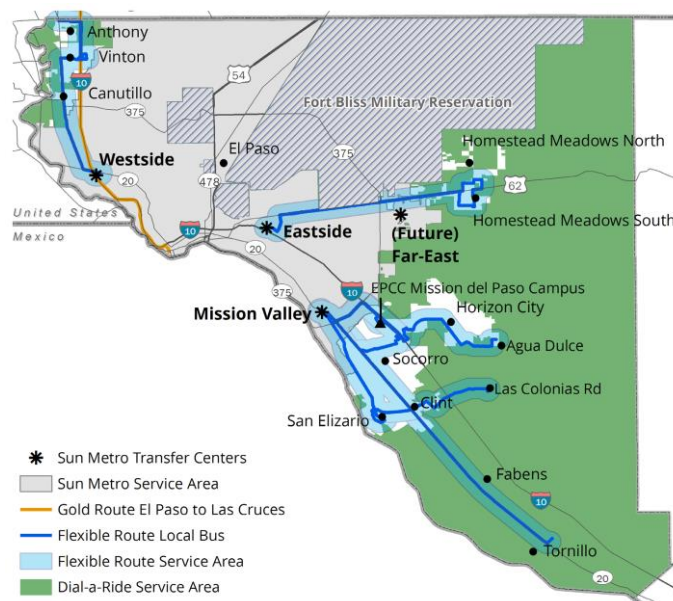 Anthony
Vinton
10
54
Canutillo
375
Fort Bliss Military Reservation
El Paso
375
Homestead Meadows North
Westside
20
478
62
United States
Mexico
10
Eastside
Homestead Meadows South
(Future)
Far-East
20
375
10
EPCC Mission del Paso Campus
Mission Valley
Horizon City
Agua Dulce
Socorro
Las Colonias Rd
San Elizario
Clint
Sun Metro Transfer Centers
Sun Metro Service Area
Fabens
10
Gold Route El Paso to Las Cruces
Flexible Route Local Bus
Flexible Route Service Area
Tornillo
20
Dial-a-Ride Service Area